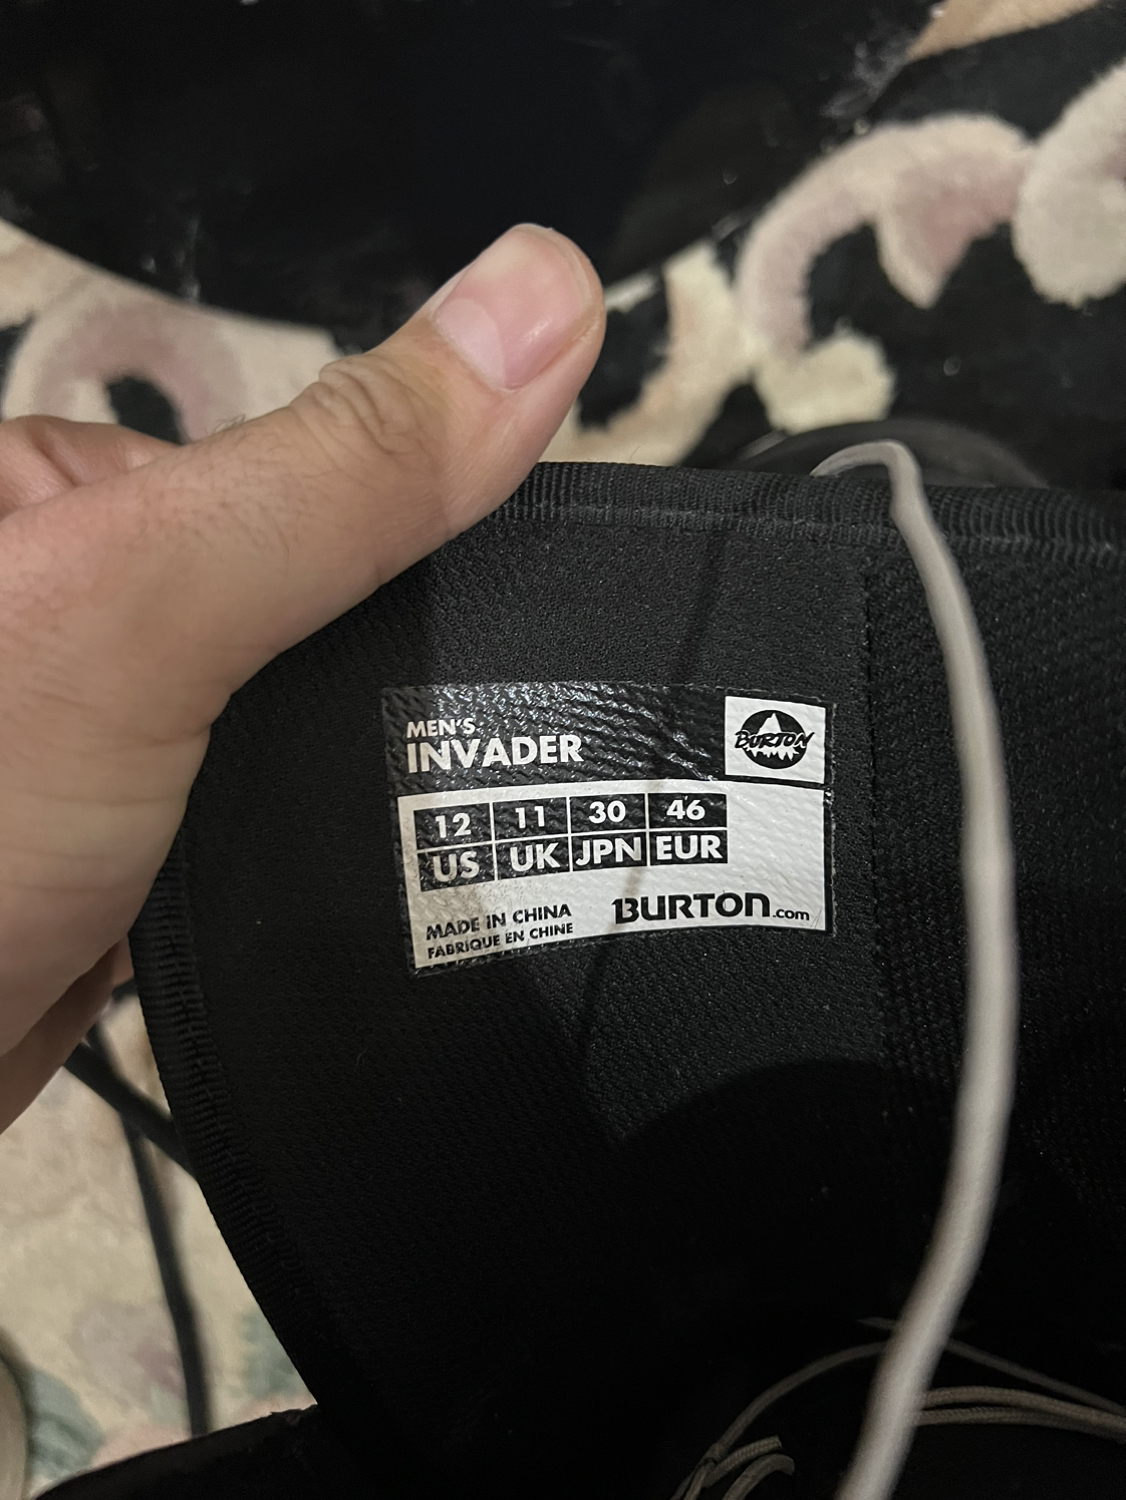 MEN'S
INVADER
BURTON
12 11 30 46
US UK JPN EUR
MADE IN CHINA
FABRIQUE EN CHINE
BURTON.com